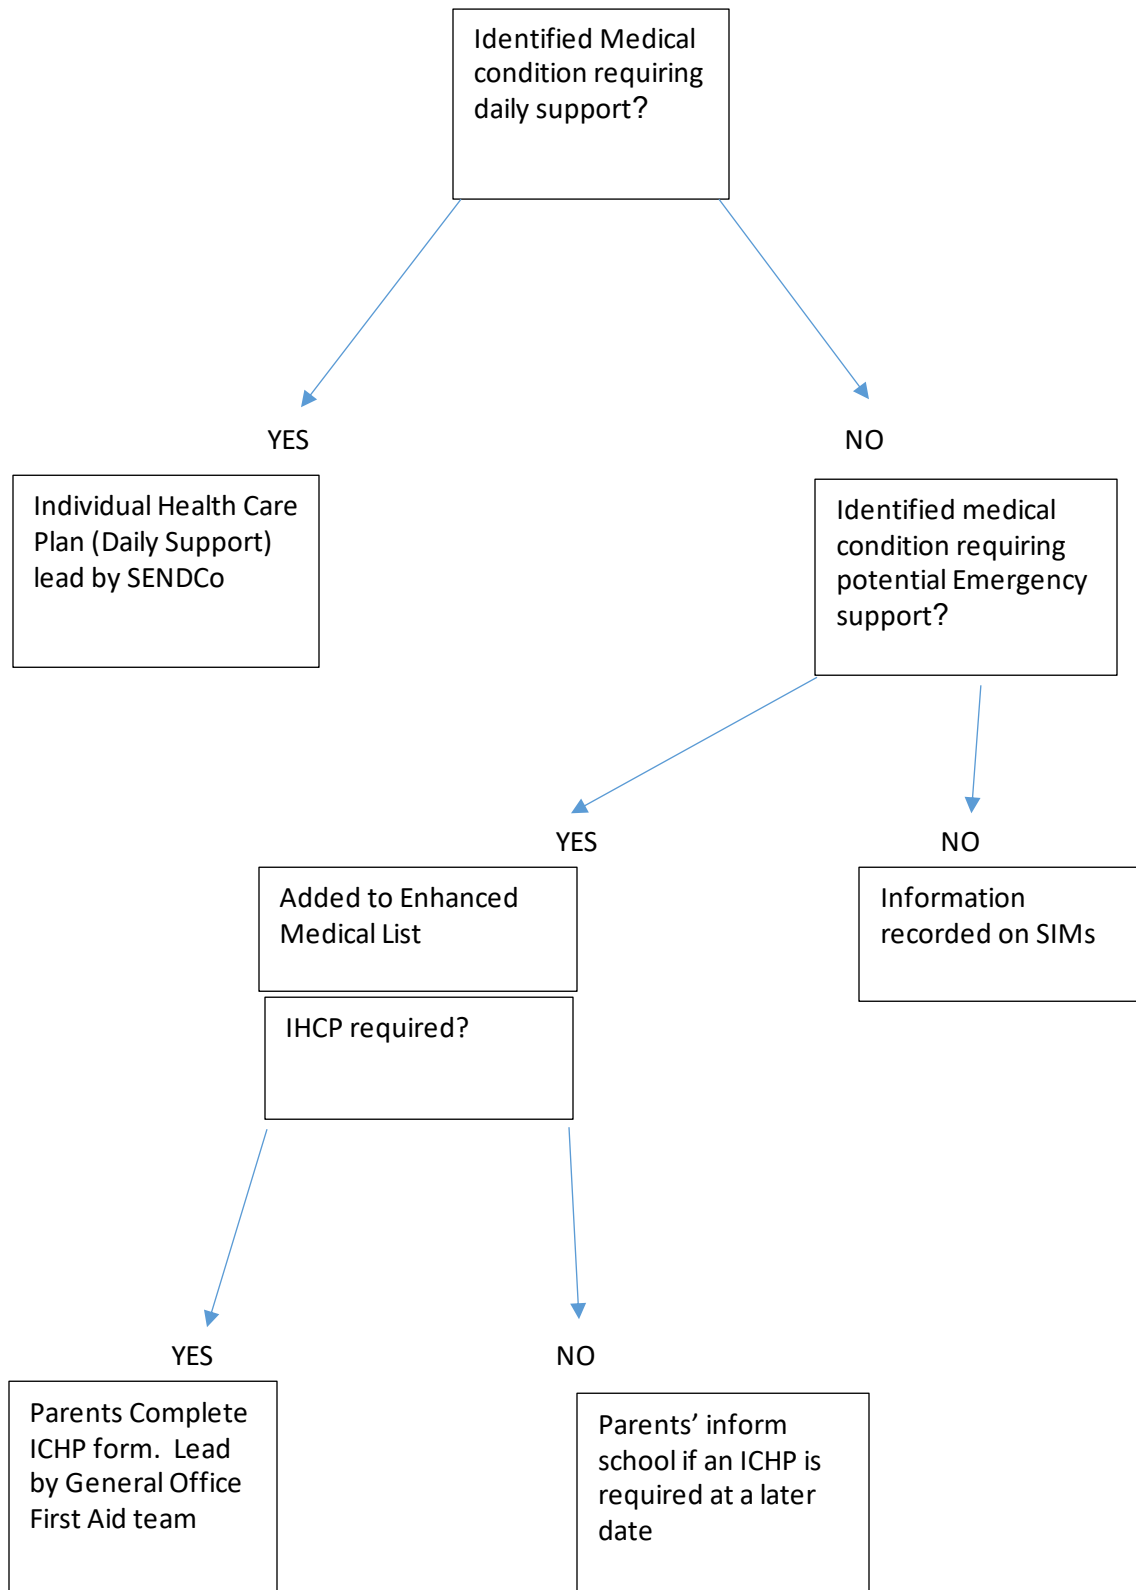 Identified Medical
condition requiring
daily support?
YES
NO
Individual Health Care
Plan (Daily Support)
lead by SENDCo
Identified medical
condition requiring
potential Emergency
support?
YES
NO
Added to Enhanced
Medical List
Information
recorded on SIMs
IHCP required?
YES
NO
Parents Complete
ICHP form.  Lead
by General Office
First Aid team
Parents’ inform
school if an ICHP is
required at a later
date